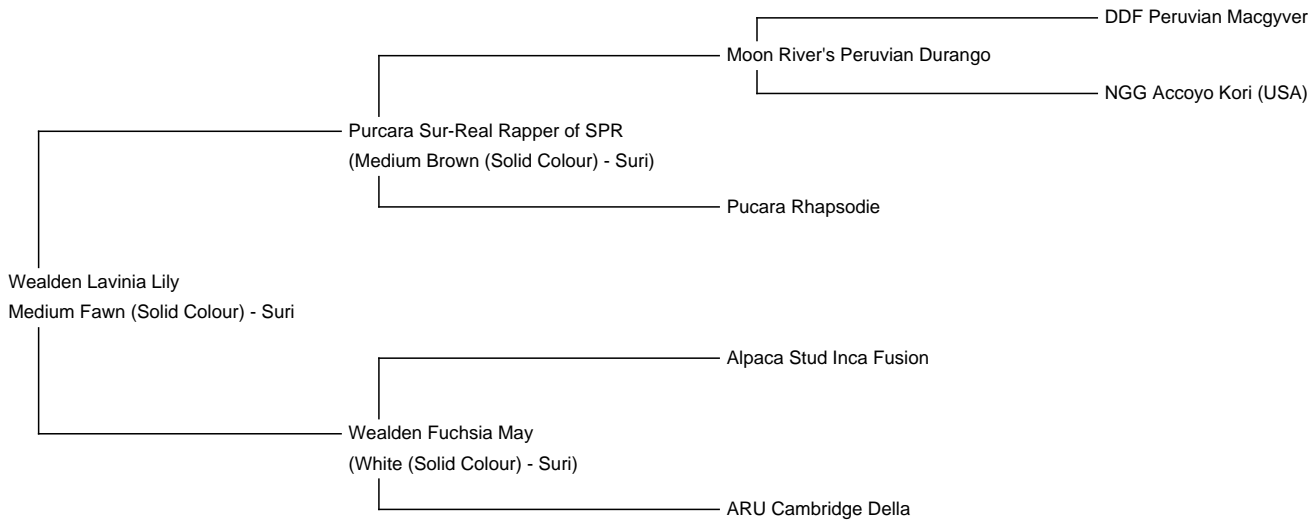 DDF Peruvian Macgyver
Moon River's Peruvian Durango
NGG Accoyo Kori (USA)
Purcara Sur-Real Rapper of SPR
(Medium Brown (Solid Colour) - Suri)
Pucara Rhapsodie
Wealden Lavinia Lily
Medium Fawn (Solid Colour) - Suri
Alpaca Stud Inca Fusion
Wealden Fuchsia May
(White (Solid Colour) - Suri)
ARU Cambridge Della